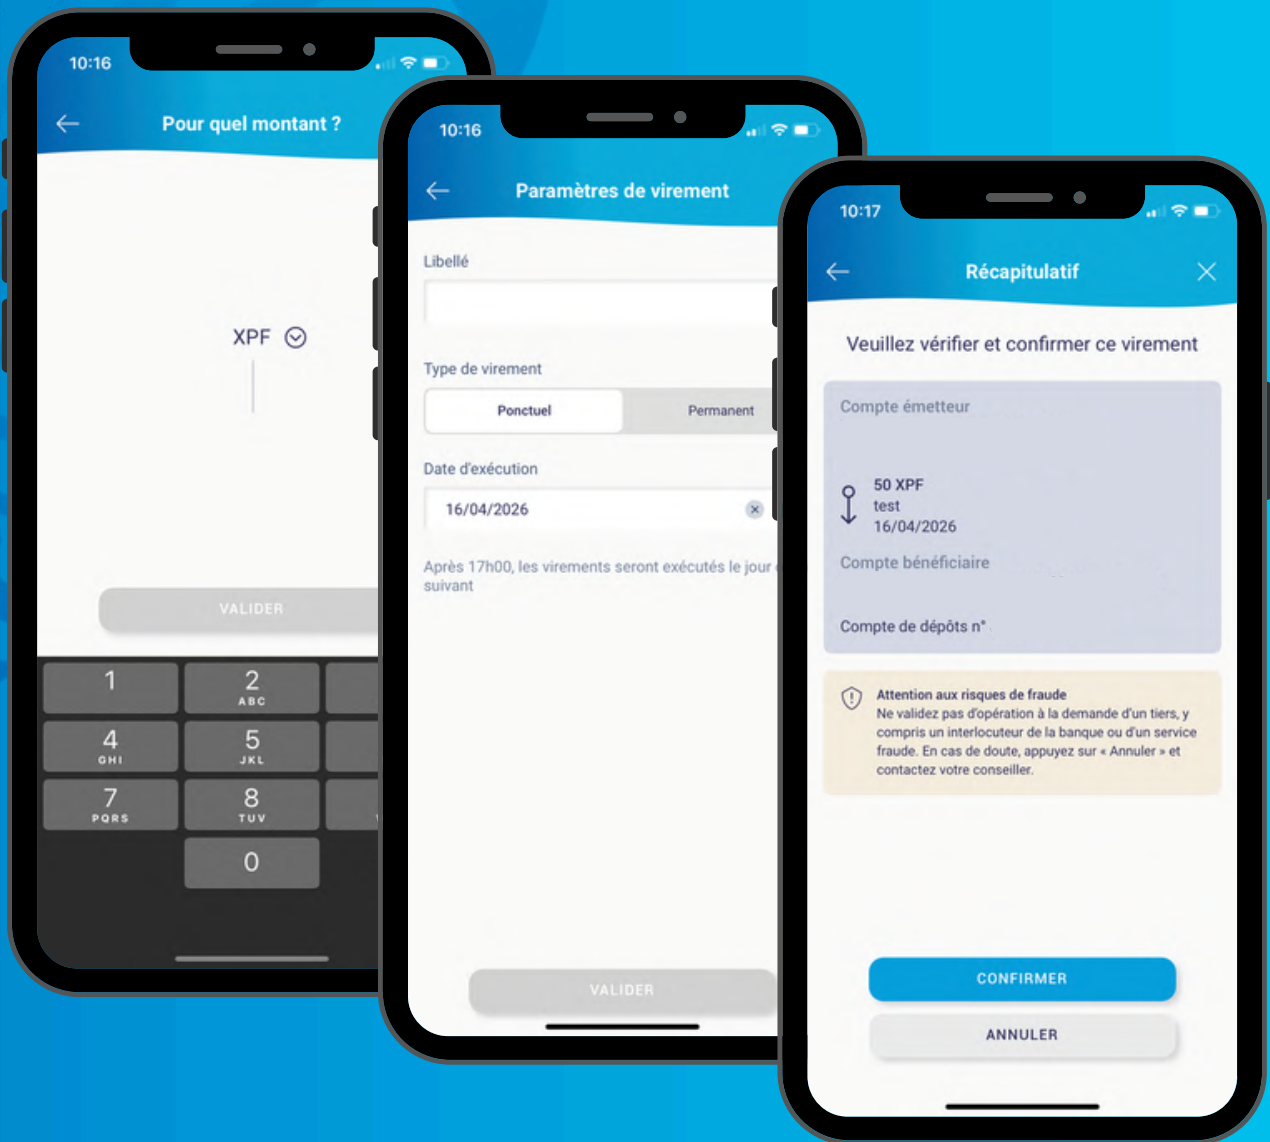 10:16
Pour quel montant ?
XPF
VALIDER
1
2
ABC
4
GHI
5
JKL
7
PQRS
8
TUV
0
10:16
Paramètres de virement
Libellé
Type de virement
Ponctuel
Permanent
Date d'exécution
16/04/2026
Après 17h00, les virements seront exécutés le jour
suivant
VALIDER
10:17
Récapitulatif
Veuillez vérifier et confirmer ce virement
Compte émetteur
50 XPF
test
16/04/2026
Compte bénéficiaire
Compte de dépôts n°
Attention aux risques de fraude
Ne validez pas d'opération à la demande d'un tiers, y
compris un interlocuteur de la banque ou d'un service
fraude. En cas de doute, appuyez sur « Annuler » et
contactez votre conseiller.
CONFIRMER
ANNULER